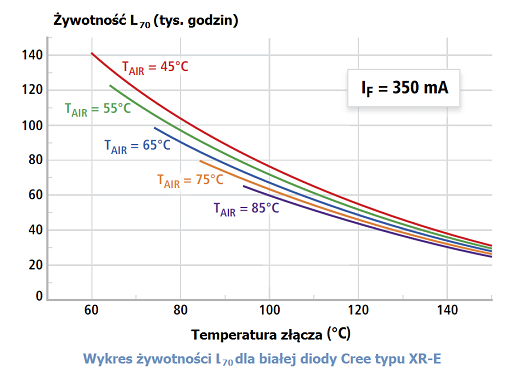 Żywotność L70 (tys. godzin)
140
120
100
80
60
40
20
0
IF = 350 mA
TAIR = 45°C
TAIR = 55°C
TAIR = 65°C
TAIR = 75°C
TAIR = 85°C
60 80 100 120 140
Temperatura złącza (°C)
Wykres żywotności L70 dla białej diody Cree typu XR-E